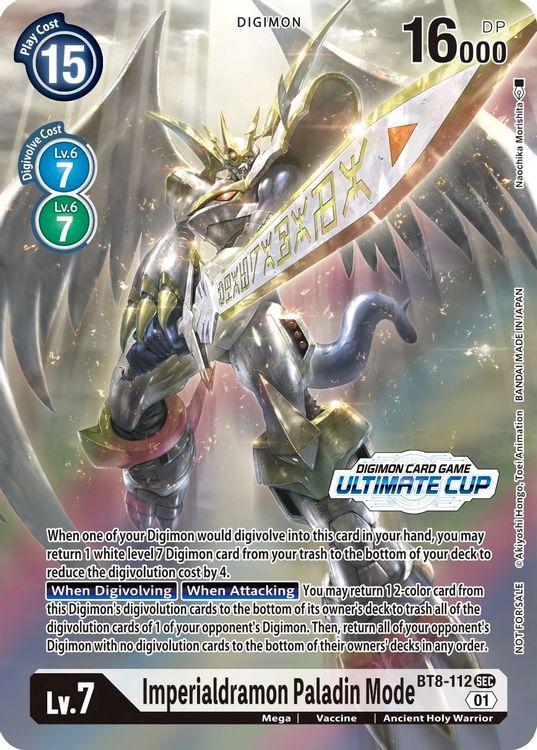 DIGIMON
Play Cost
15
16000
DP
Digivolve Cost
Lv.6
7
Lv.6
7
Naochika Morishita
DIGIMON CARD GAME
ULTIMATE CUP
When one of your Digimon would digivolve into this card in your hand, you may
return 1 white level 7 Digimon card from your trash to the bottom of your deck to
reduce the digivolution cost by 4.
When Digivolving When Attacking You may return 1 2-color card from
this Digimon's digivolution cards to the bottom of its owner's deck to trash all of the
digivolution cards of 1 of your opponent's Digimon. Then, return all of your opponent's
Digimon with no digivolution cards to the bottom of their owners' decks in any order.
NOT FOR SALE ©Akiyoshi Hongo, Toei Animation BANDAI MADE IN JAPAN
Lv.7
Imperialdramon Paladin Mode
BT8-112 SEC
01
Mega | Vaccine | Ancient Holy Warrior